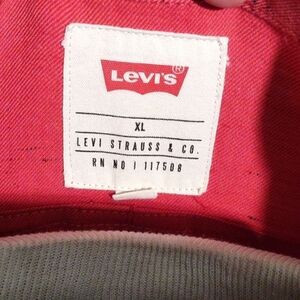 LEVI'S®
XL
LEVI STRAUSS & CO.
RN NO | 117508